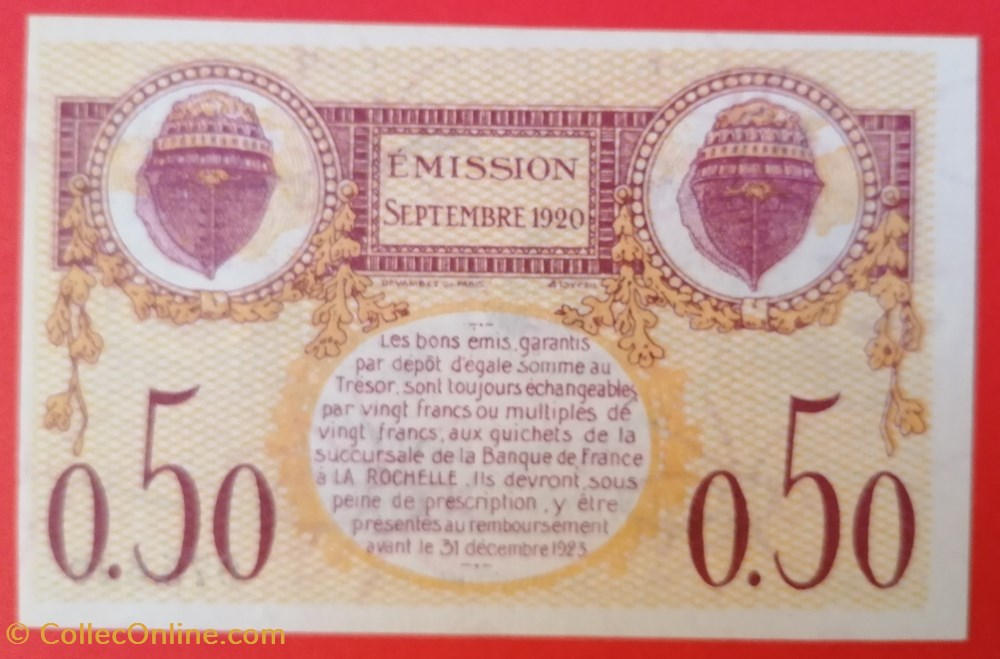 ÉMISSION
SEPTEMBRE 1920
DEVAMBEZ GR. PARIS
Les bons émis, garantis
par dépôt d'égale somme au
Trésor, sont toujours échangeables
par vingt francs ou multiples de
vingt francs, aux guichets de la
succursale de la Banque de France
à LA ROCHELLE. Ils devront, sous
peine de prescription, y être
présentés au remboursement
avant le 31 décembre 1923
0.50
0.50
© CollecOnline.com